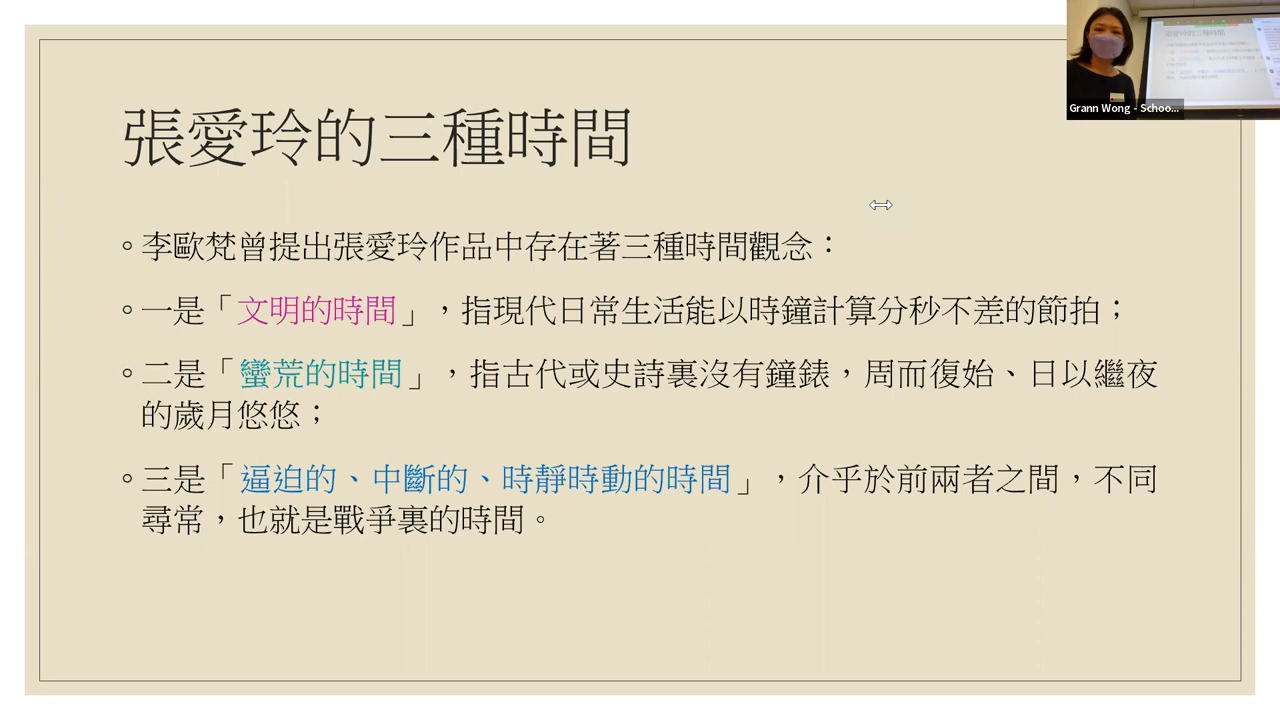 張愛玲的三種時間
李歐梵曾提出張愛玲作品中存在著三種時間觀念：
一是「文明的時間」，指現代日常生活能以時鐘計算分秒不差的節拍；
二是「蠻荒的時間」，指古代或史詩裏沒有鐘錶，周而復始、日以繼夜
的歲月悠悠；
三是「逼迫的、中斷的、時靜時動的時間」，介乎於前兩者之間，不同
尋常，也就是戰爭裏的時間。
Grann Wong - Schoo...